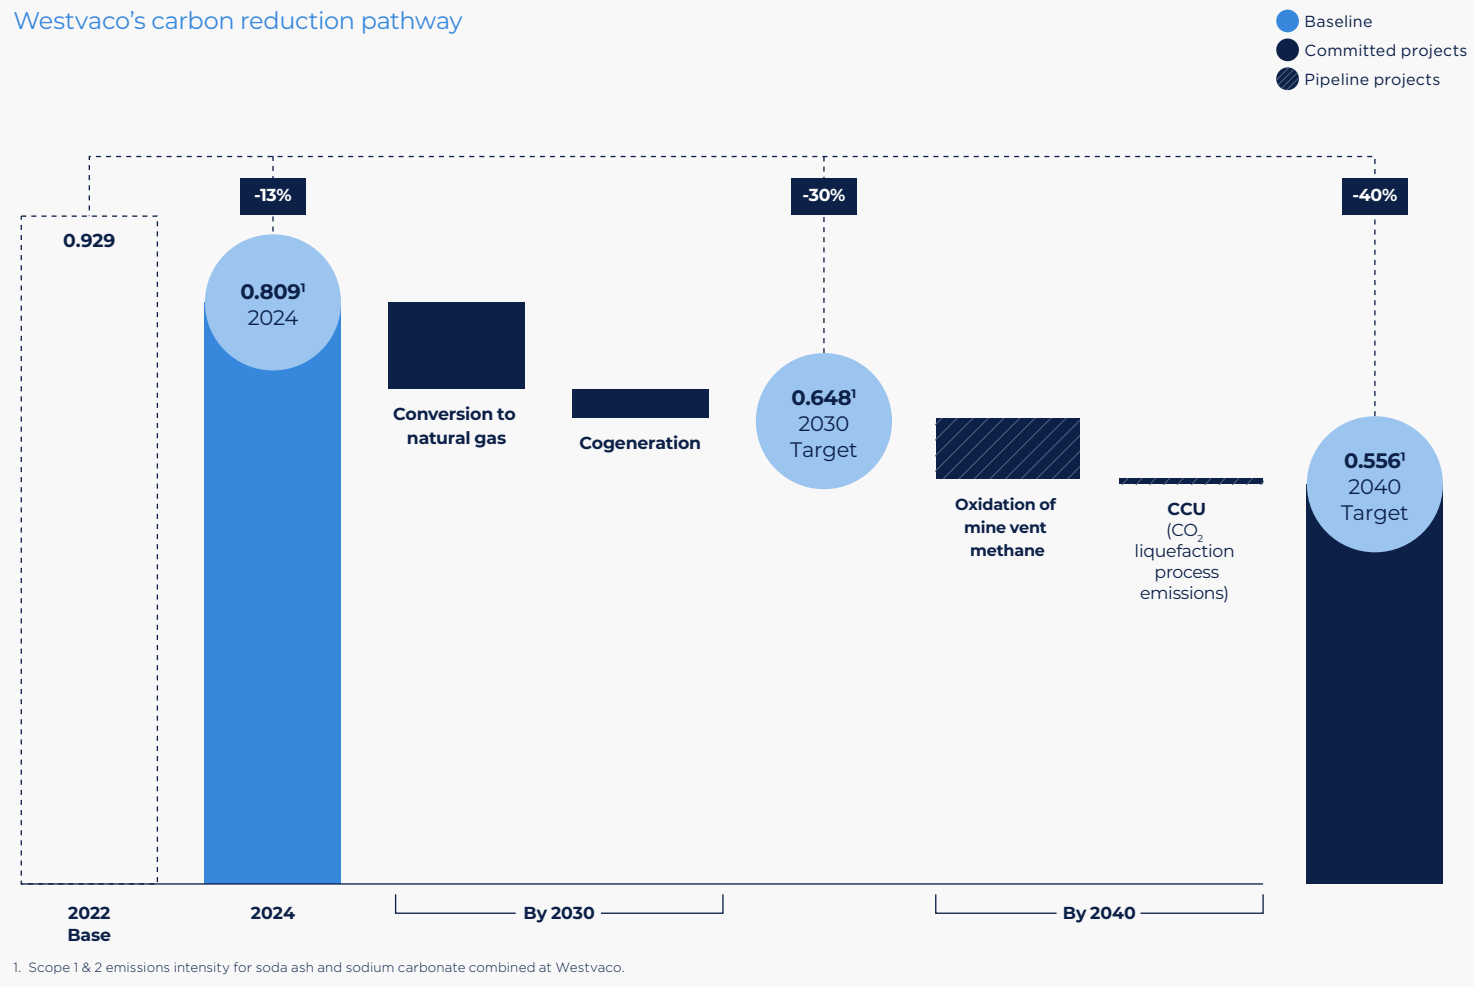 Westvaco's carbon reduction pathway
Baseline
Committed projects
Pipeline projects
-13%
-30%
-40%
0.929
0.809¹
2024
Conversion to
natural gas
Cogeneration
0.648¹
2030
Target
Oxidation of
mine vent
methane
CCU
(CO₂
liquefaction
process
emissions)
0.556¹
2040
Target
2022
Base
2024
By 2030
By 2040
1. Scope 1 & 2 emissions intensity for soda ash and sodium carbonate combined at Westvaco.